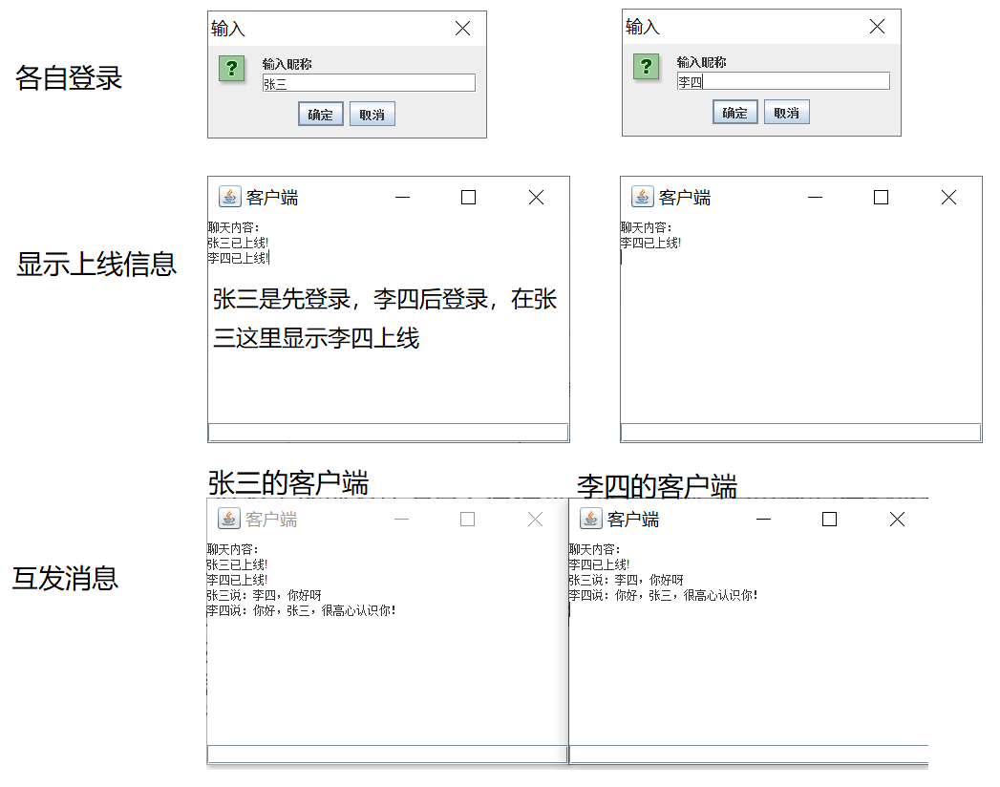 各自登录
输入
输入昵称
张三
确定 取消
输入
输入昵称
李四
确定 取消
显示上线信息
客户端
聊天内容:
张三已上线!
李四已上线!
张三是先登录，李四后登录，在张
三这里显示李四上线
客户端
聊天内容:
李四已上线!
互发消息
张三的客户端
客户端
聊天内容:
张三已上线!
李四已上线!
张三说: 李四，你好呀
李四说: 你好，张三，很高心认识你!
李四的客户端
客户端
聊天内容:
李四已上线!
张三说: 李四，你好呀
李四说: 你好，张三，很高心认识你!